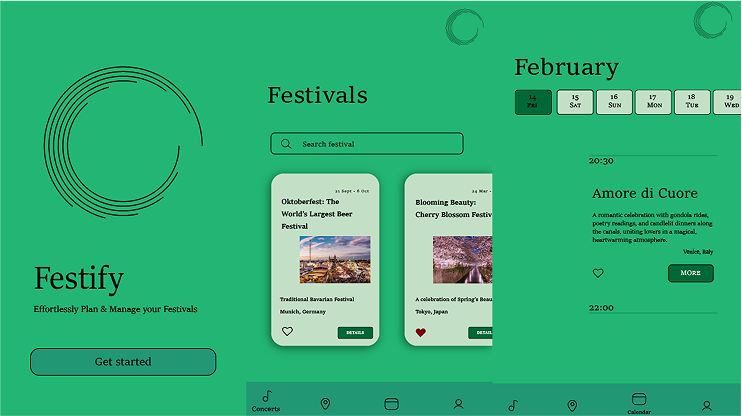 Festify
Effortlessly Plan & Manage your Festivals
Get started
Festivals
Search festival
21 Sept - 6 Oct
Oktoberfest: The
World's Largest Beer
Festival
Traditional Bavarian Festival
Munich, Germany
DETAILS
24 Mar -
Blooming Beauty:
Cherry Blossom Festiv
A celebration of Spring's Beau
Tokyo, Japan
DETAIL
Concerts
February
14 15 16 17 18 19
FRI SAT SUN MON TUE WED
20:30
Amore di Cuore
A romantic celebration with gondola rides,
poetry readings, and candlelit dinners along
the canals, uniting lovers in a magical,
heartwarming atmosphere.
Venice, Italy
MORE
22:00
Calendar